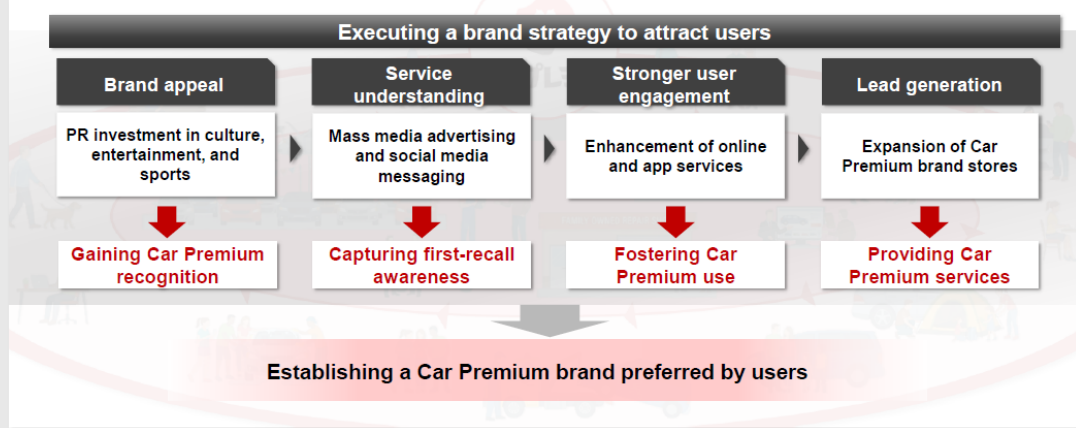 Executing a brand strategy to attract users
Brand appeal
PR investment in culture,
entertainment, and
sports
Gaining Car Premium
recognition
Service
understanding
Mass media advertising
and social media
messaging
Capturing first-recall
awareness
Stronger user
engagement
Enhancement of online
and app services
Fostering Car
Premium use
Lead generation
Expansion of Car
Premium brand stores
Providing Car
Premium services
Establishing a Car Premium brand preferred by users